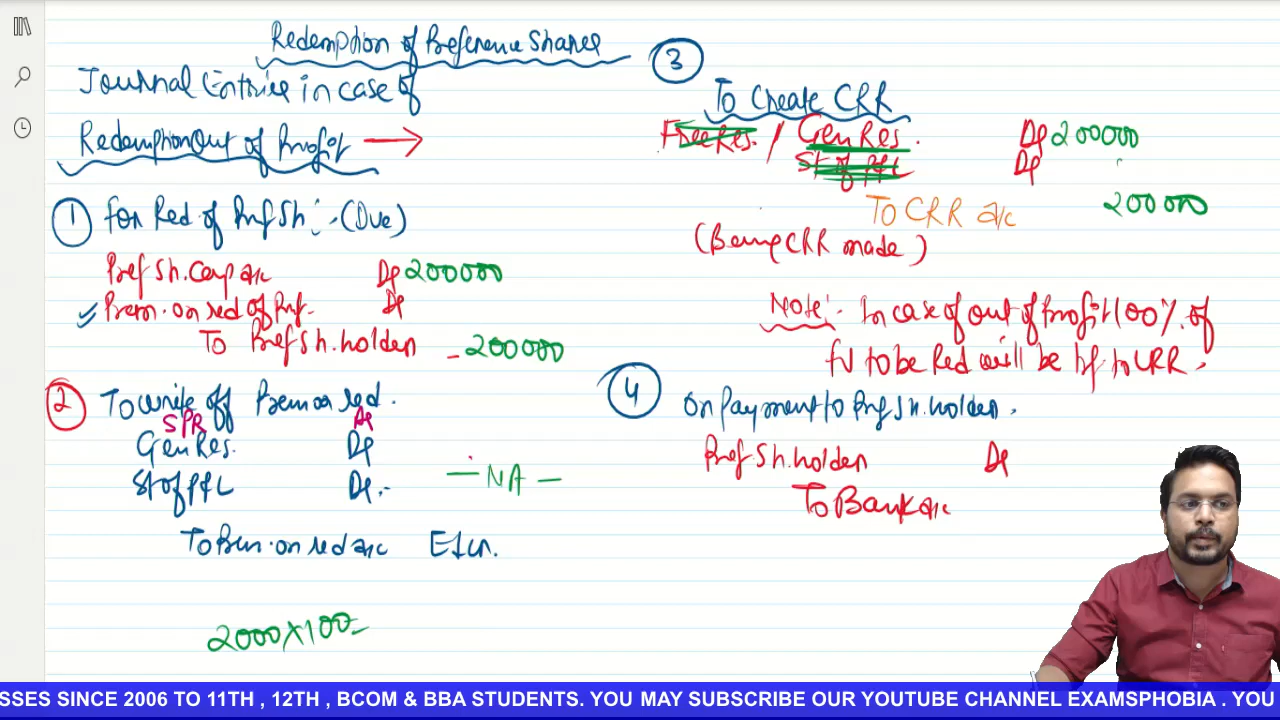 Redemption of Preference Shares
Journal Entries in case of
Redemption Out of Profit →
① For Red of Pref Sh :- (Due)
Pref Sh. Cap a/c Dr 200000
Prem. on red of Pref. Dr
To Pref Sh. holder 200000
② To write off Prem on red.
SPR Dr
Gen Res. Dr
St of P&L Dr.
— NA —
To Prem. on red a/c
2000 × 100
③
To Create CRR
Free Res. / Gen Res. Dr 200000
St of P&L Dr
To CRR a/c 200000
(Being CRR made)
Note :- In case of out of Profit 100% of
FV to be Red will be tf to CRR.
④ On Payment to Pref Sh. holder.
Pref Sh. holder Dr
To Bank a/c
SSES SINCE 2006 TO 11TH , 12TH , BCOM & BBA STUDENTS. YOU MAY SUBSCRIBE OUR YOUTUBE CHANNEL EXAMSPHOBIA . YOU